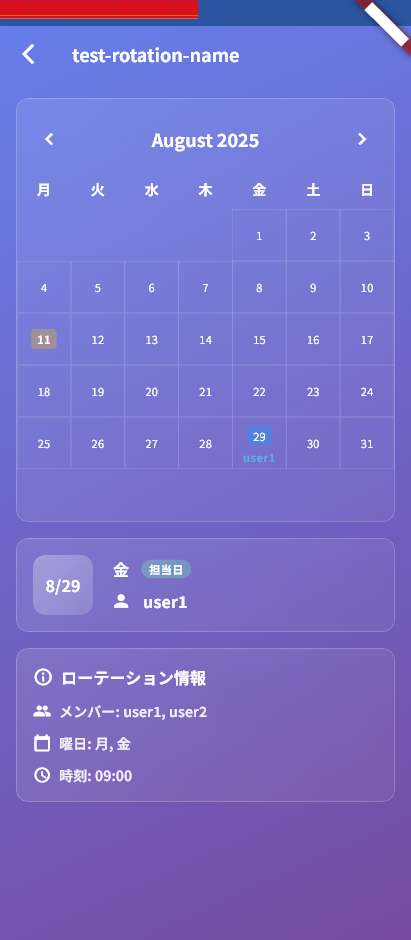 test-rotation-name
August 2025
月 火 水 木 金 土 日
1 2 3
4 5 6 7 8 9 10
11 12 13 14 15 16 17
18 19 20 21 22 23 24
25 26 27 28 29 30 31
user1
8/29
金 担当日
user1
ローテーション情報
メンバー: user1, user2
曜日: 月, 金
時刻: 09:00